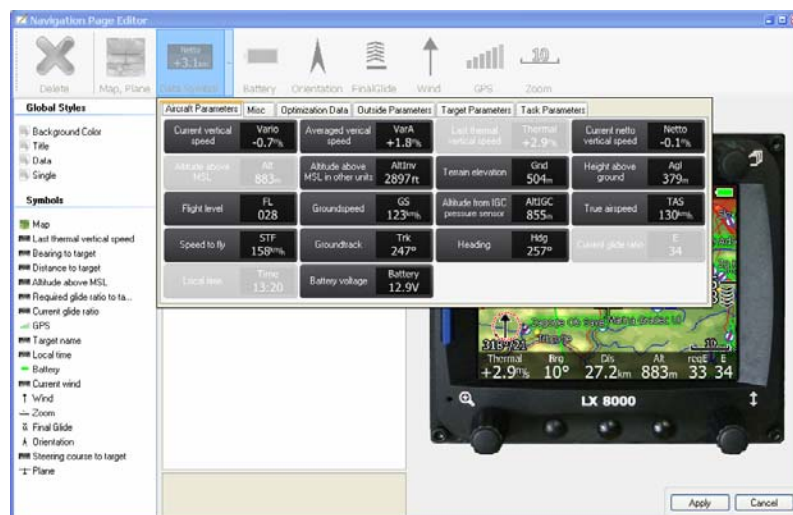 Navigation Page Editor
Netto
+3.1m
Delete
Map, Plane
Data Symbol
Battery
Orientation
FinalGlide
Wind
GPS
10
Zoom
Global Styles
Background Color
Title
Data
Single
Symbols
Map
Last thermal vertical speed
Bearing to target
Distance to target
Altitude above MSL
Required glide ratio to ta...
Current glide ratio
GPS
Target name
Local time
Battery
Current wind
Wind
Zoom
Final Glide
Orientation
Steering course to target
Plane
Aircraft Parameters
Misc
Optimization Data
Outside Parameters
Target Parameters
Task Parameters
Current vertical speed
Vario
-0.7m/s
Averaged verical speed
VarA
+1.8m/s
Last thermal vertical speed
Thermal
+2.9m/s
Current netto vertical speed
Netto
-0.1m/s
Altitude above MSL
Alt
883m
Altitude above MSL in other units
AltInv
2897ft
Terrain elevation
Gnd
504m
Height above ground
Agl
379m
Flight level
FL
028
Groundspeed
GS
123km/h
Altitude from IGC pressure sensor
AltIGC
855m
True airspeed
TAS
130km/h
Speed to fly
STF
158km/h
Groundtrack
Trk
247°
Heading
Hdg
257°
Current glide ratio
E
34
Local time
Time
13:20
Battery voltage
Battery
12.9V
318°/21
10
Thermal
Brg
Dis
Alt
reqE
E
+2.9m/s
10°
27.2km
883m
33
34
LX 8000
Apply
Cancel